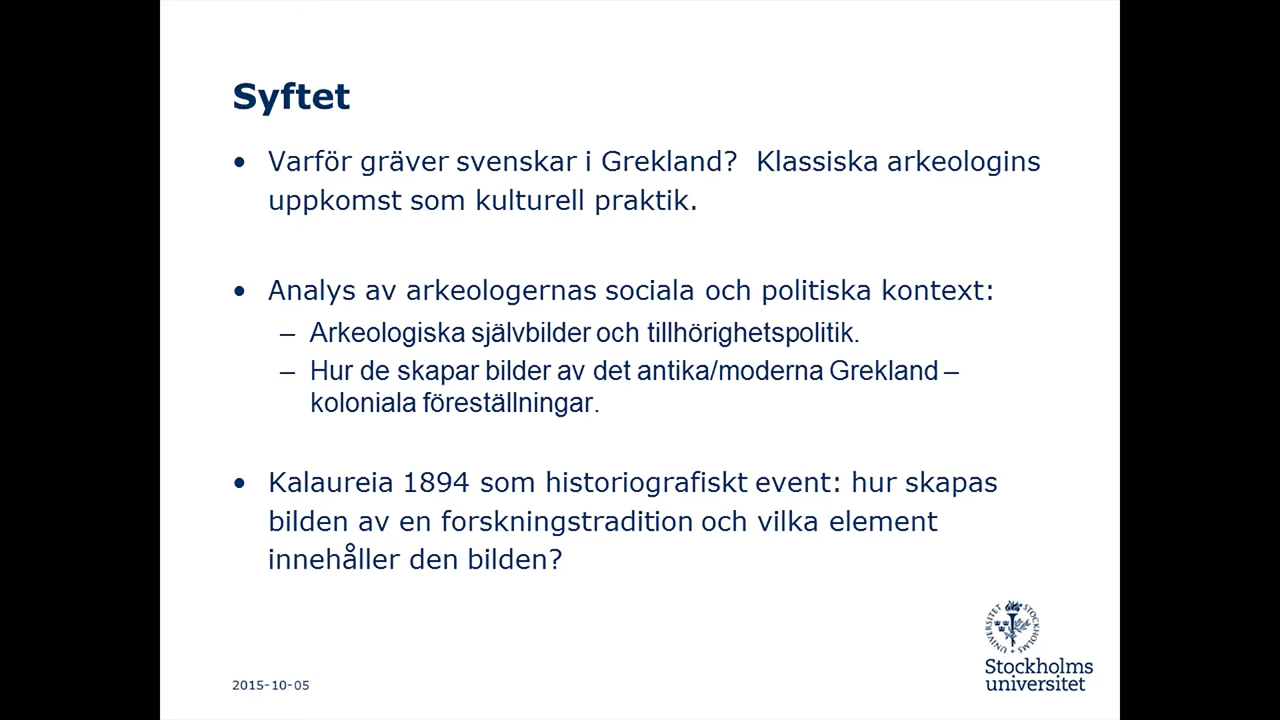 Syftet
• Varför gräver svenskar i Grekland?  Klassiska arkeologins
uppkomst som kulturell praktik.
• Analys av arkeologernas sociala och politiska kontext:
– Arkeologiska självbilder och tillhörighetspolitik.
– Hur de skapar bilder av det antika/moderna Grekland –
koloniala föreställningar.
• Kalaureia 1894 som historiografiskt event: hur skapas
bilden av en forskningstradition och vilka element
innehåller den bilden?
STOCKHOLMS UNIVERSITET
Stockholms
universitet
2015-10-05